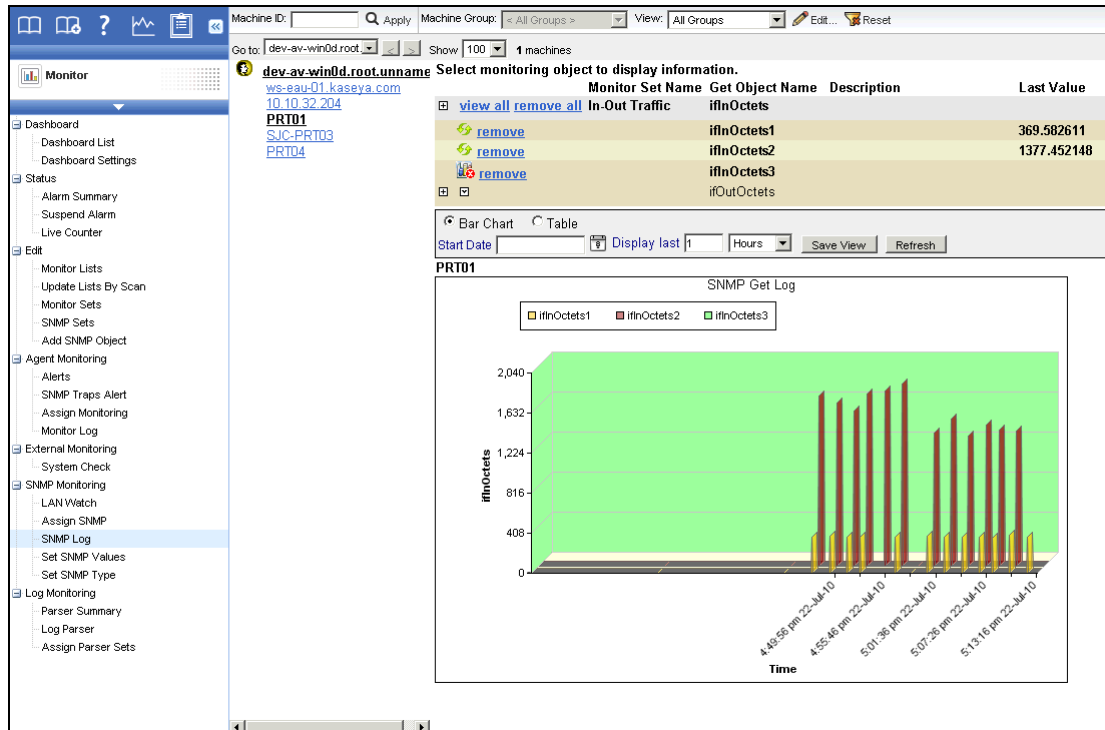 Machine ID: Apply Machine Group: < All Groups > View: All Groups Edit... Reset
Go to: dev-av-win0d.root. < > Show 100 1 machines
Monitor
Dashboard
Dashboard List
Dashboard Settings
Status
Alarm Summary
Suspend Alarm
Live Counter
Edit
Monitor Lists
Update Lists By Scan
Monitor Sets
SNMP Sets
Add SNMP Object
Agent Monitoring
Alerts
SNMP Traps Alert
Assign Monitoring
Monitor Log
External Monitoring
System Check
SNMP Monitoring
LAN Watch
Assign SNMP
SNMP Log
Set SNMP Values
Set SNMP Type
Log Monitoring
Parser Summary
Log Parser
Assign Parser Sets
dev-av-win0d.root.unname
ws-eau-01.kaseya.com
10.10.32.204
PRT01
SJC-PRT03
PRT04
Select monitoring object to display information.
Monitor Set Name Get Object Name Description Last Value
view all remove all In-Out Traffic ifInOctets
remove ifInOctets1 369.582611
remove ifInOctets2 1377.452148
remove ifInOctets3
ifOutOctets
Bar Chart Table
Start Date Display last 1 Hours Save View Refresh
PRT01
SNMP Get Log
ifInOctets1 ifInOctets2 ifInOctets3
2,040
1,632
1,224
816
408
0
ifInOctets
4:49:56 pm 22-Jul-10
4:55:46 pm 22-Jul-10
5:01:36 pm 22-Jul-10
5:07:26 pm 22-Jul-10
5:13:16 pm 22-Jul-10
Time